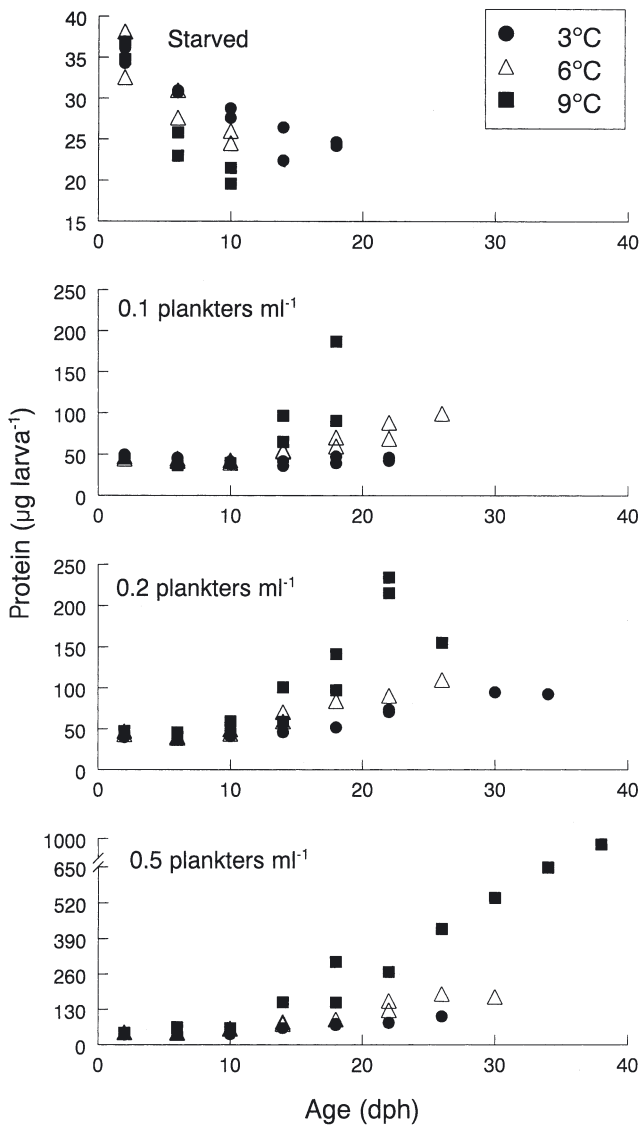 Starved
3°C
6°C
9°C
40
35
30
25
20
15
0 10 20 30 40
0.1 plankters ml-1
250
200
150
100
50
0
0 10 20 30 40
Protein (µg larva-1)
0.2 plankters ml-1
250
200
150
100
50
0
0 10 20 30 40
0.5 plankters ml-1
1000
650
520
390
260
130
0
0 10 20 30 40
Age (dph)